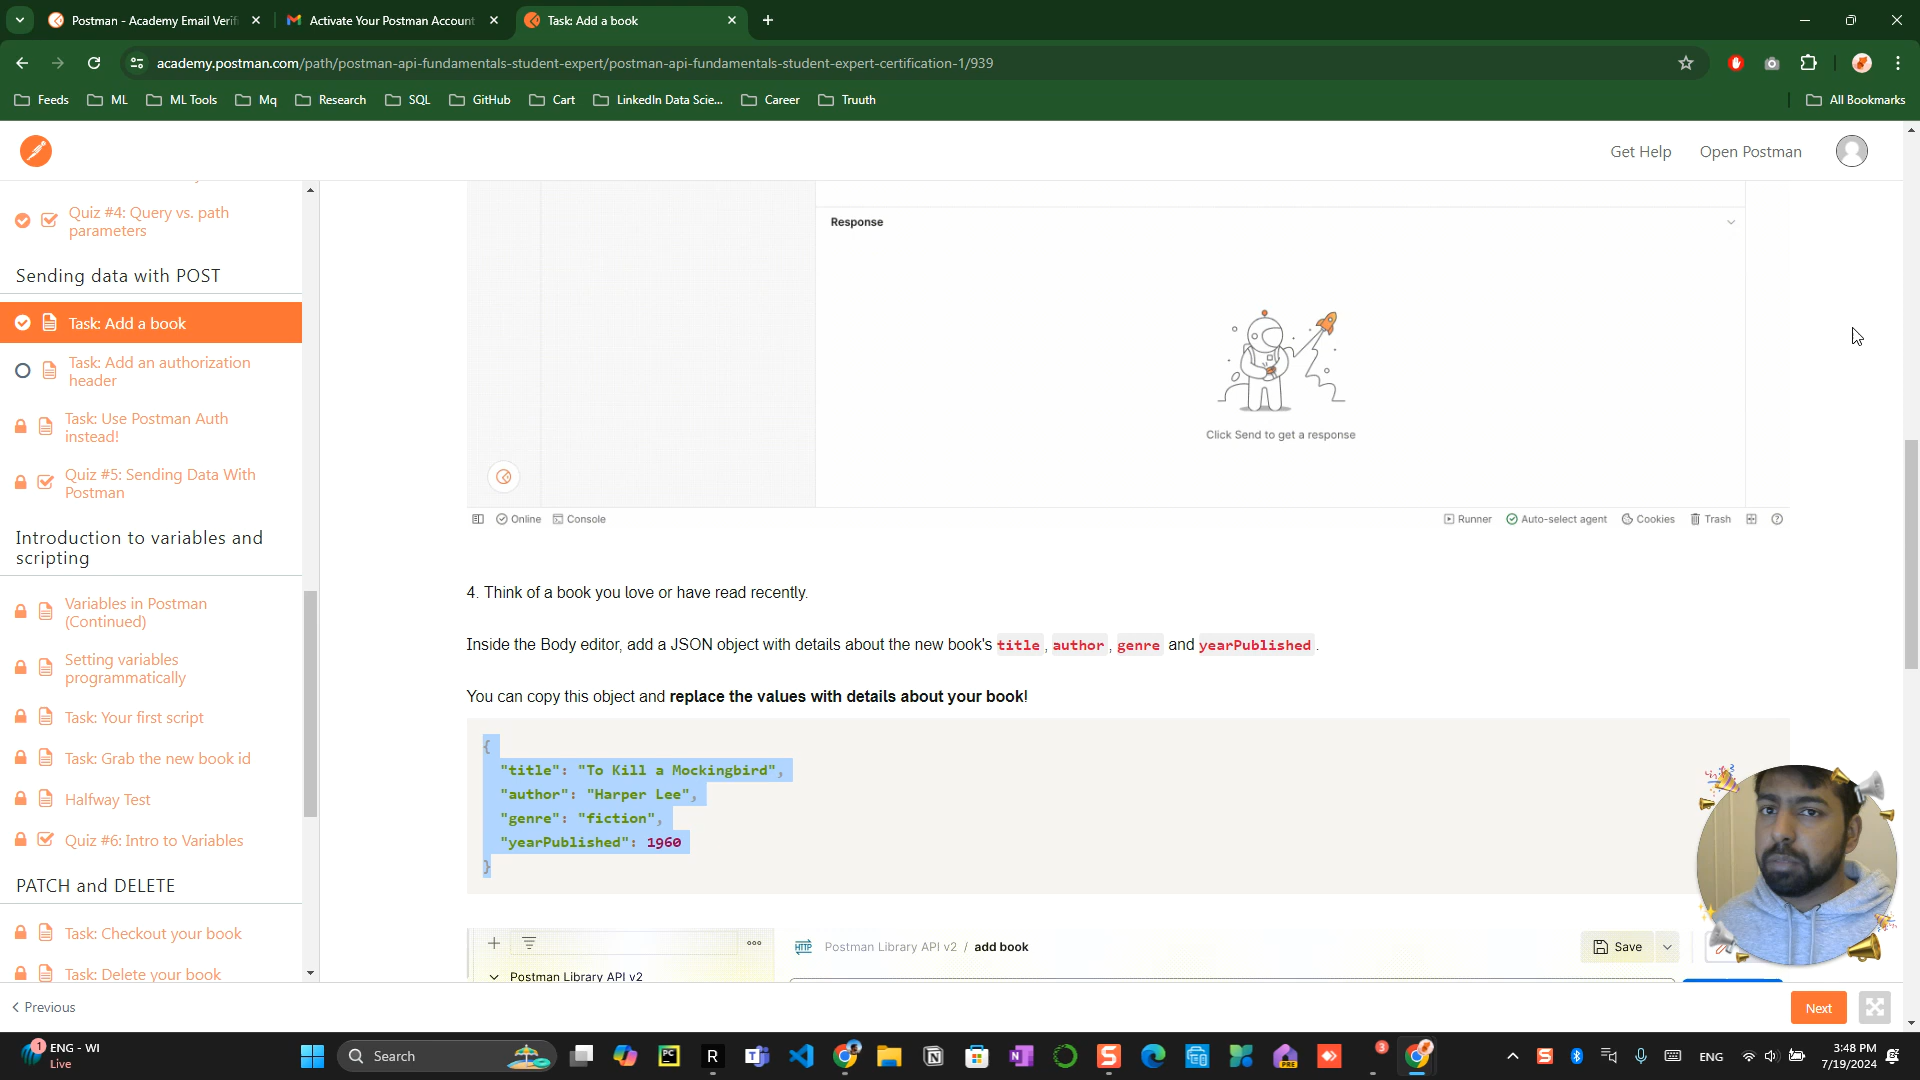 Postman - Academy Email Verifi
Activate Your Postman Account
Task: Add a book
academy.postman.com/path/postman-api-fundamentals-student-expert/postman-api-fundamentals-student-expert-certification-1/939
Feeds
ML
ML Tools
Mq
Research
SQL
GitHub
Cart
LinkedIn Data Scie...
Career
Truuth
All Bookmarks
Get Help
Open Postman
Quiz #4: Query vs. path
parameters
Sending data with POST
Task: Add a book
Task: Add an authorization
header
Task: Use Postman Auth
instead!
Quiz #5: Sending Data With
Postman
Introduction to variables and
scripting
Variables in Postman
(Continued)
Setting variables
programmatically
Task: Your first script
Task: Grab the new book id
Halfway Test
Quiz #6: Intro to Variables
PATCH and DELETE
Task: Checkout your book
Task: Delete your book
Response
Click Send to get a response
Online
Console
Runner
Auto-select agent
Cookies
Trash
4. Think of a book you love or have read recently.
Inside the Body editor, add a JSON object with details about the new book's title , author , genre and yearPublished .
You can copy this object and replace the values with details about your book!
{
"title": "To Kill a Mockingbird",
"author": "Harper Lee",
"genre": "fiction",
"yearPublished": 1960
}
HTTP
Postman Library API v2 / add book
Save
Postman Library API v2
Previous
Next
1
ENG - WI
Live
Search
PC
R
PRE
3
ENG
3:48 PM
7/19/2024